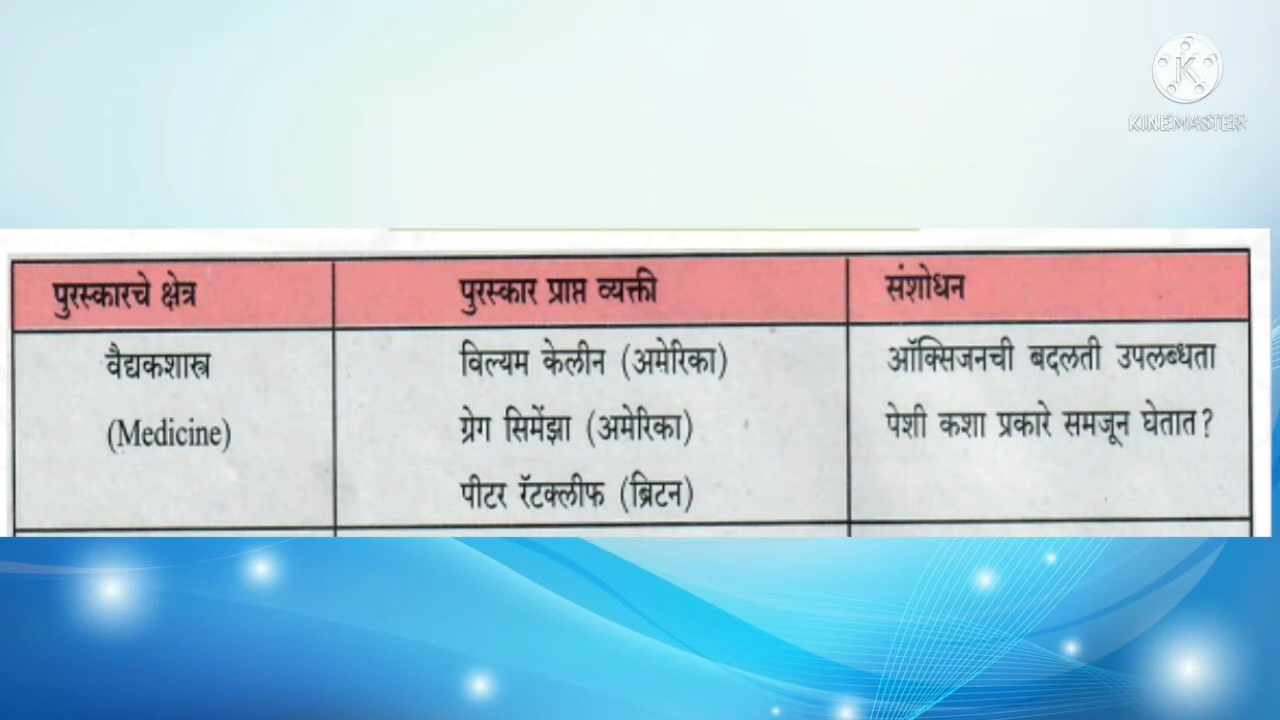 KINEMASTER
पुरस्कारचे क्षेत्र पुरस्कार प्राप्त व्यक्ती संशोधन
वैद्यकशास्त्र विल्यम केलीन (अमेरिका) ऑक्सिजनची बदलती उपलब्धता
(Medicine) ग्रेग सिमेंझा (अमेरिका) पेशी कशा प्रकारे समजून घेतात?
पीटर रॅटक्लीफ (ब्रिटन)